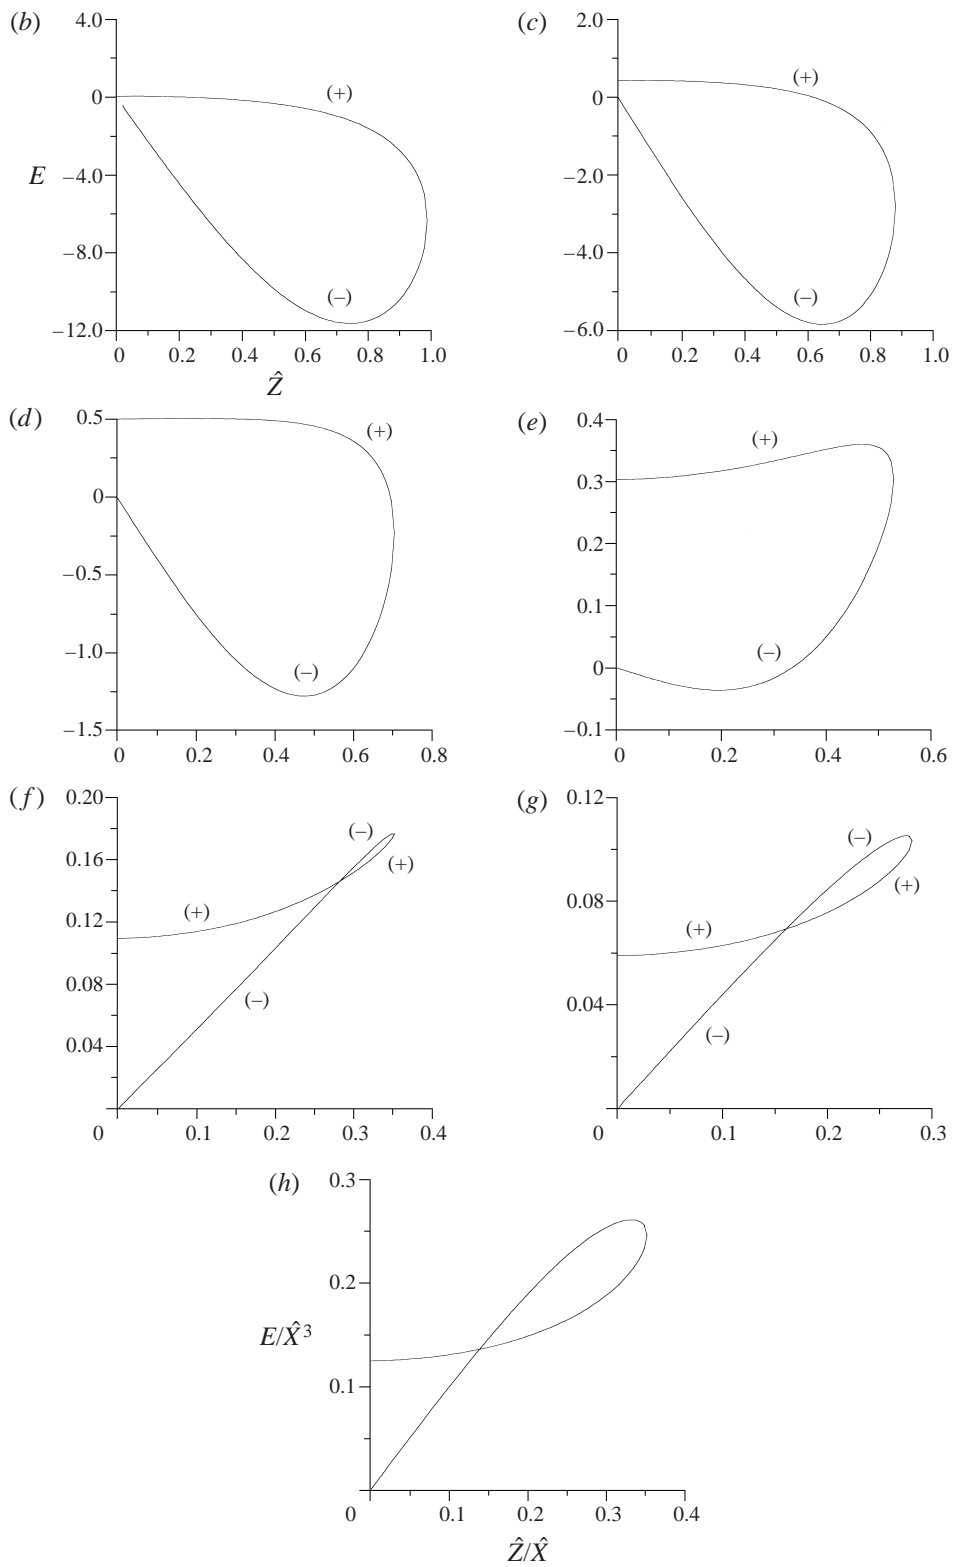 (b) 4.0 (c) 2.0
(+) (+)
0 0
E −4.0 −2.0
−8.0 −4.0
(–) (–)
−12.0 −6.0
0 0.2 0.4 0.6 0.8 1.0 0 0.2 0.4 0.6 0.8 1.0
Ẑ
(d) 0.5 (e) 0.4
(+) (+)
0 0.3
−0.5 0.2
0.1
−1.0 (–) (–)
0
−1.5 −0.1
0 0.2 0.4 0.6 0.8 0 0.2 0.4 0.6
(f) 0.20 (g) 0.12
(–) (–)
0.16 (+) (+)
(+) 0.08
0.12 (+)
0.08 (–)
0.04 (–)
0.04
0 0.1 0.2 0.3 0.4 0 0.1 0.2 0.3
(h) 0.3
0.2
E/X̂³
0.1
0 0.1 0.2 0.3 0.4
Ẑ/X̂